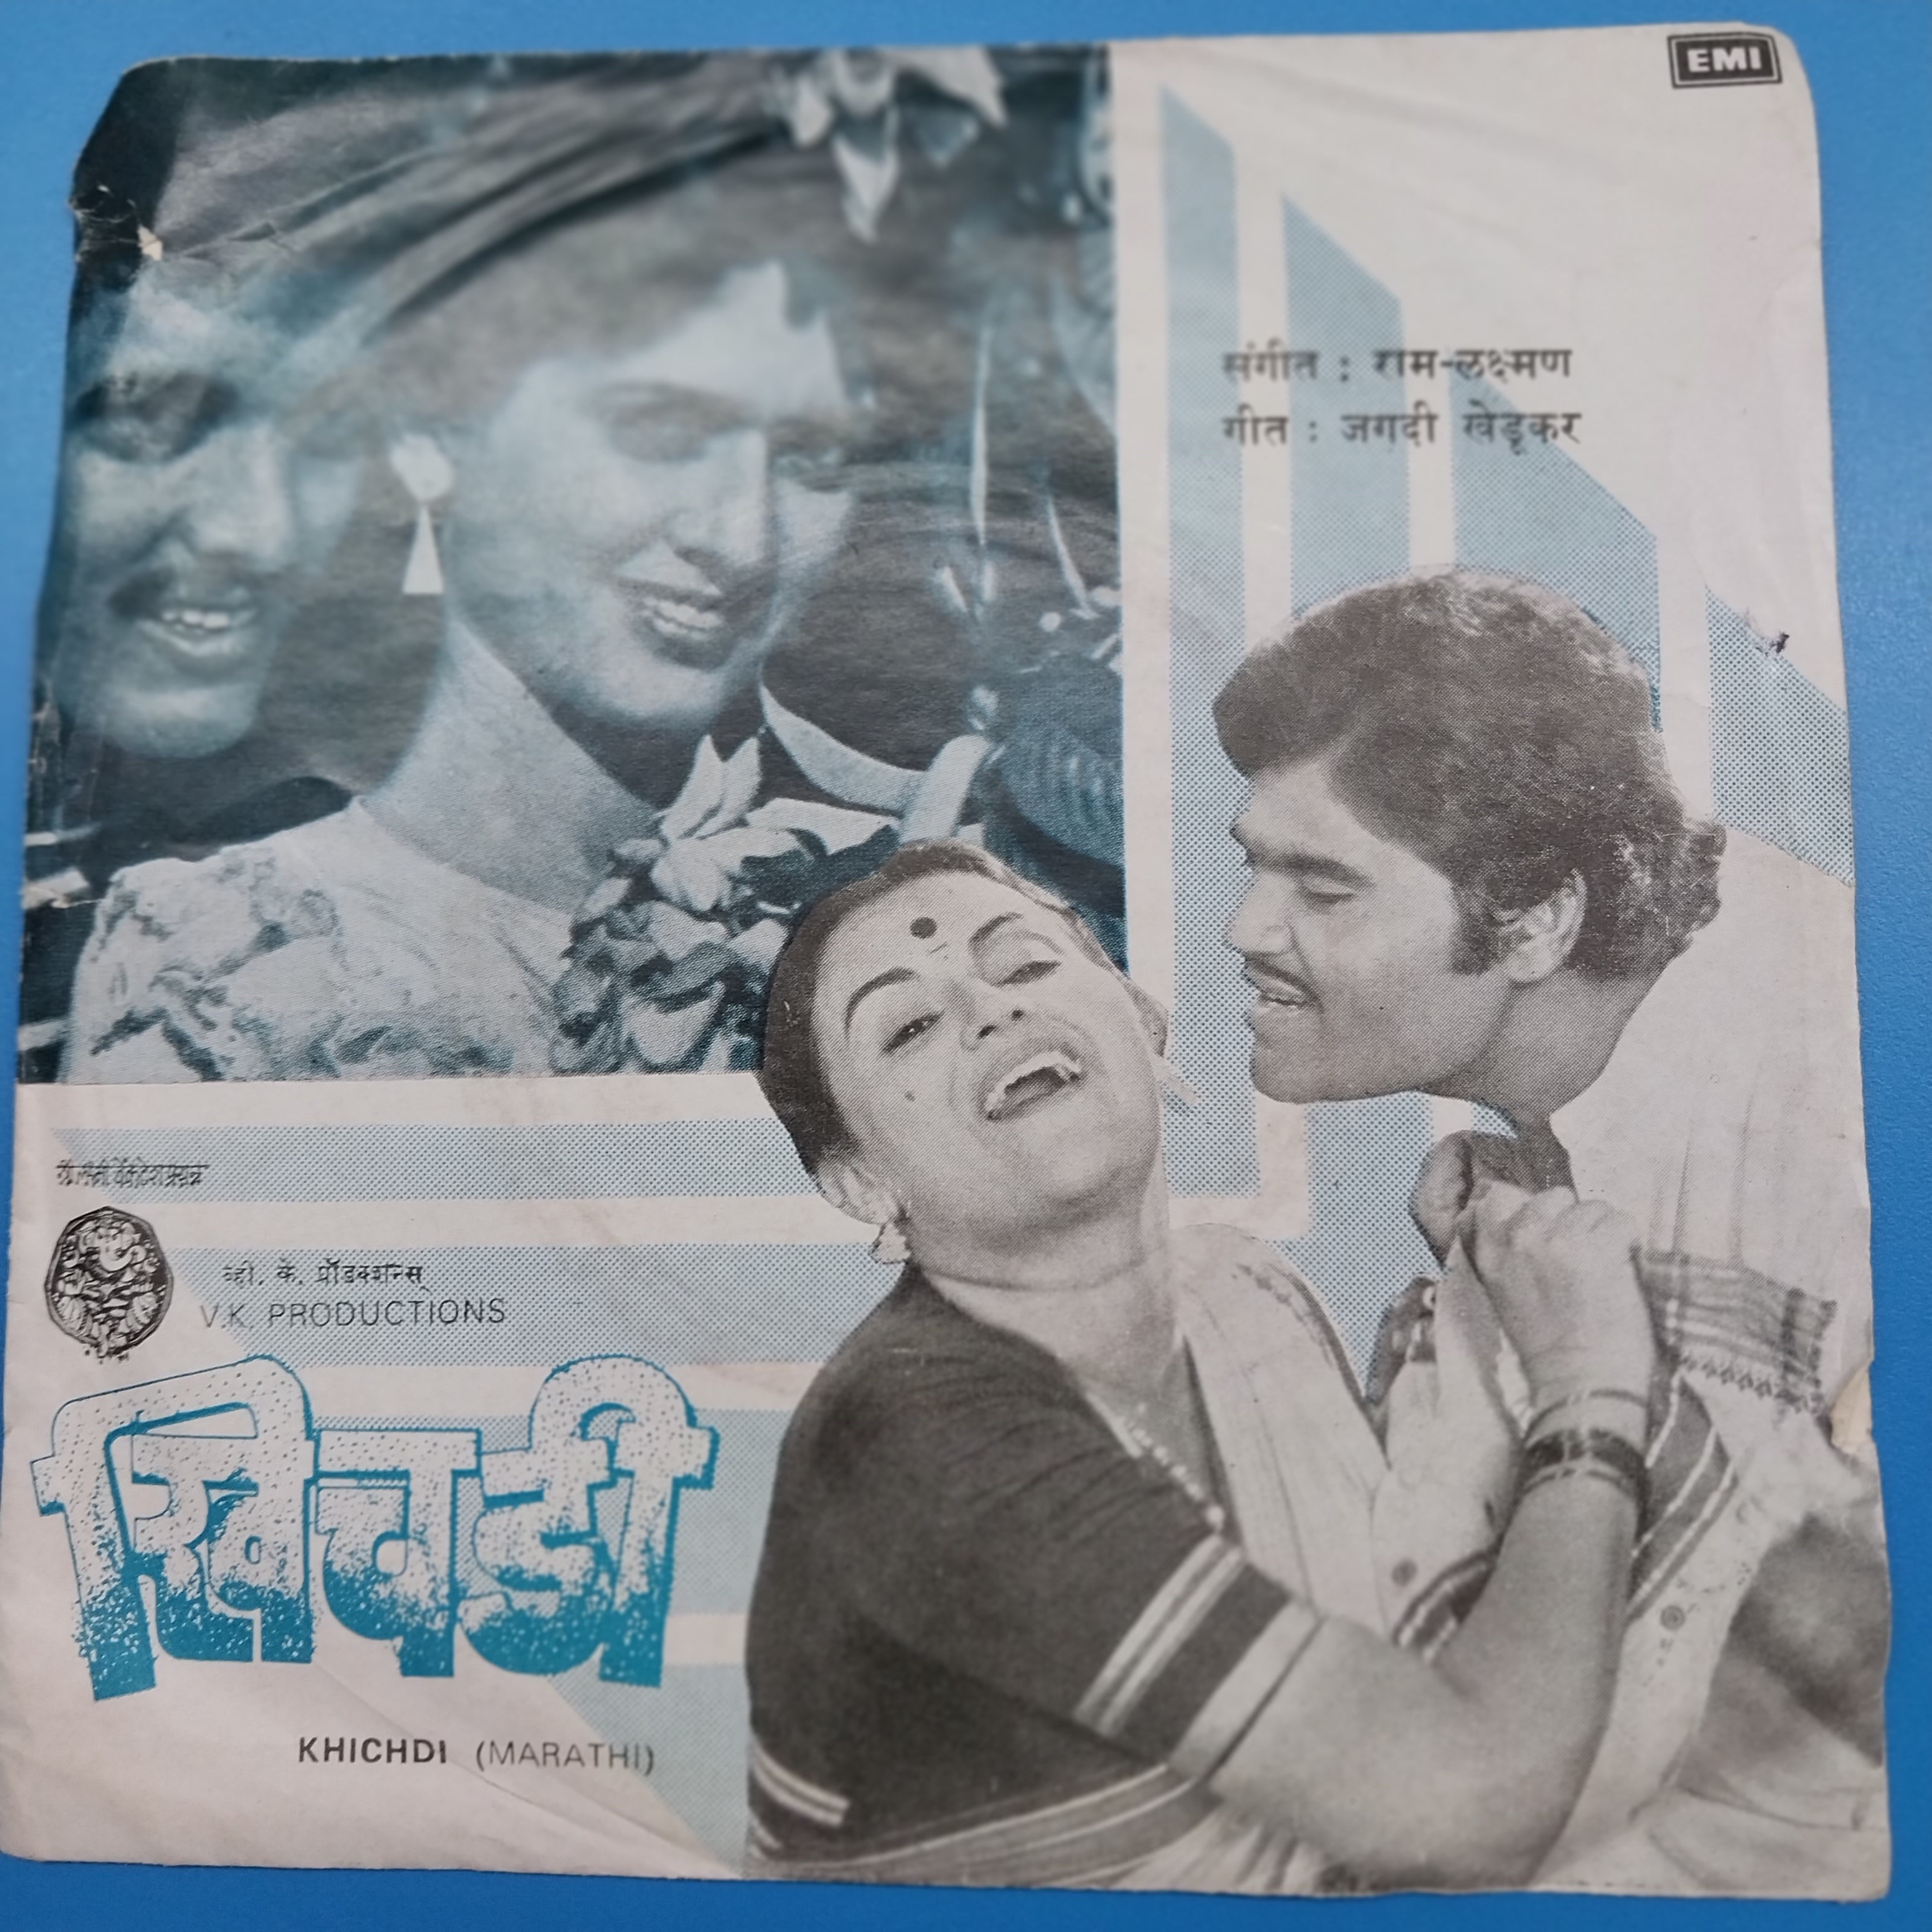 EMI
संगीत : राम-लक्ष्मण
गीत : जगदी खेडूकर
व्ही. के. प्रॉडक्शन्स्
V.K. PRODUCTIONS
खिचडी
KHICHDI (MARATHI)